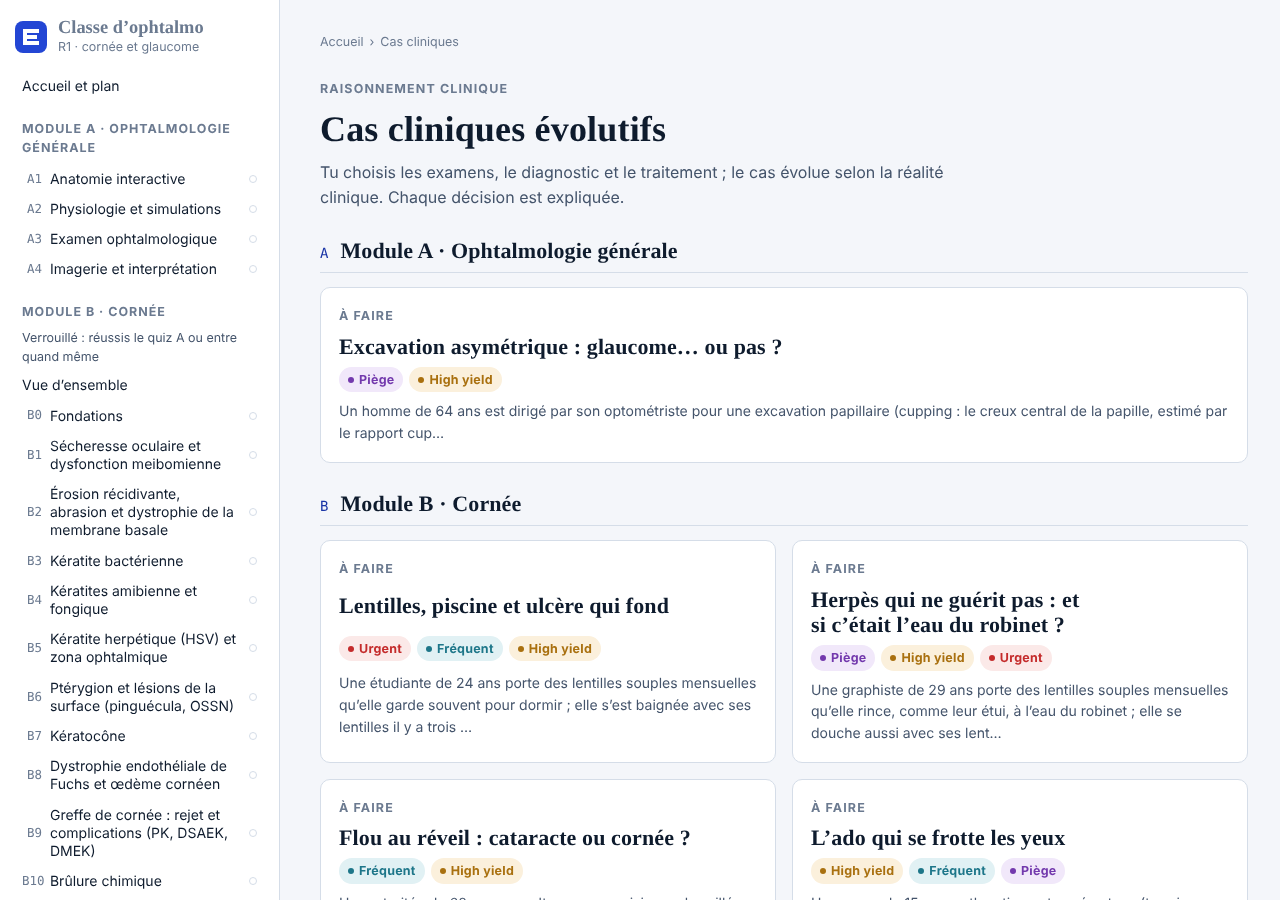 Classe d’ophtalmo
R1 · cornée et glaucome
Accueil et plan
MODULE A · OPHTALMOLOGIE
GÉNÉRALE
A1 Anatomie interactive
A2 Physiologie et simulations
A3 Examen ophtalmologique
A4 Imagerie et interprétation
MODULE B · CORNÉE
Verrouillé : réussis le quiz A ou entre
quand même
Vue d’ensemble
B0 Fondations
B1 Sécheresse oculaire et
dysfonction meibomienne
B2 Érosion récidivante,
abrasion et dystrophie de la
membrane basale
B3 Kératite bactérienne
B4 Kératites amibienne et
fongique
B5 Kératite herpétique (HSV) et
zona ophtalmique
B6 Ptérygion et lésions de la
surface (pinguécula, OSSN)
B7 Kératocône
B8 Dystrophie endothéliale de
Fuchs et œdème cornéen
B9 Greffe de cornée : rejet et
complications (PK, DSAEK,
DMEK)
B10 Brûlure chimique
Accueil › Cas cliniques
RAISONNEMENT CLINIQUE
Cas cliniques évolutifs
Tu choisis les examens, le diagnostic et le traitement ; le cas évolue selon la réalité
clinique. Chaque décision est expliquée.
A Module A · Ophtalmologie générale
À FAIRE
Excavation asymétrique : glaucome… ou pas ?
Piège High yield
Un homme de 64 ans est dirigé par son optométriste pour une excavation papillaire (cupping : le creux central de la papille, estimé par
le rapport cup…
B Module B · Cornée
À FAIRE
Lentilles, piscine et ulcère qui fond
Urgent Fréquent High yield
Une étudiante de 24 ans porte des lentilles souples mensuelles
qu’elle garde souvent pour dormir ; elle s’est baignée avec ses
lentilles il y a trois …
À FAIRE
Herpès qui ne guérit pas : et
si c’était l’eau du robinet ?
Piège High yield Urgent
Une graphiste de 29 ans porte des lentilles souples mensuelles
qu’elle rince, comme leur étui, à l’eau du robinet ; elle se
douche aussi avec ses lent…
À FAIRE
Flou au réveil : cataracte ou cornée ?
Fréquent High yield
À FAIRE
L’ado qui se frotte les yeux
High yield Fréquent Piège